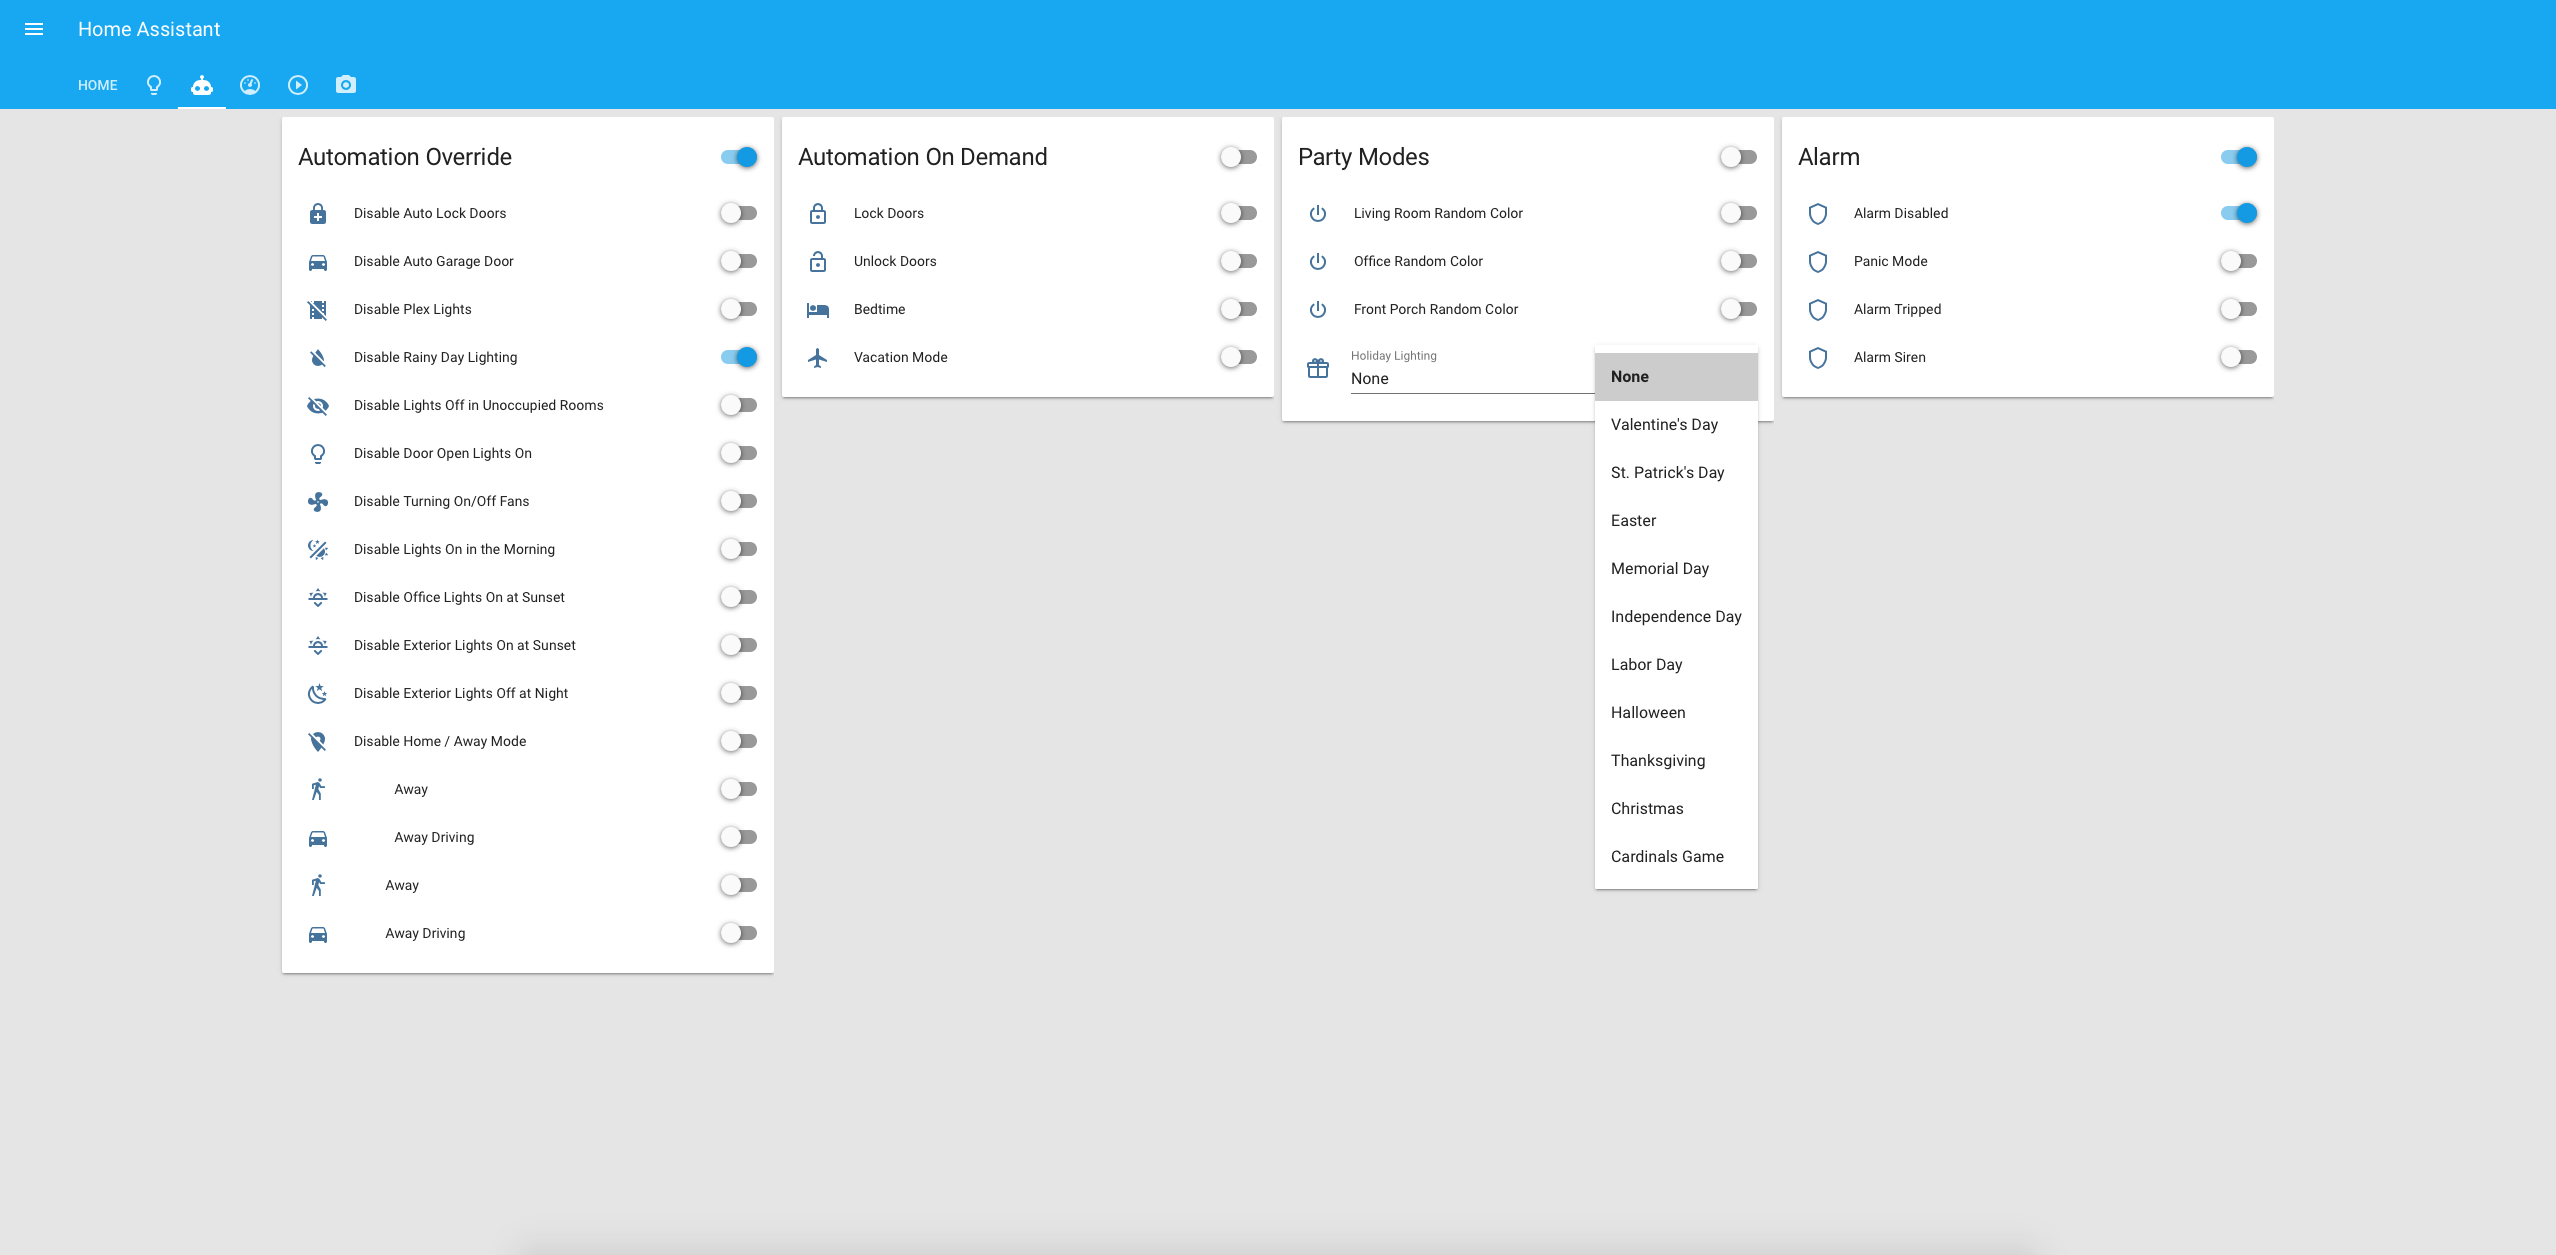 Home Assistant
HOME
Automation Override
Disable Auto Lock Doors
Disable Auto Garage Door
Disable Plex Lights
Disable Rainy Day Lighting
Disable Lights Off in Unoccupied Rooms
Disable Door Open Lights On
Disable Turning On/Off Fans
Disable Lights On in the Morning
Disable Office Lights On at Sunset
Disable Exterior Lights On at Sunset
Disable Exterior Lights Off at Night
Disable Home / Away Mode
Away
Away Driving
Away
Away Driving
Automation On Demand
Lock Doors
Unlock Doors
Bedtime
Vacation Mode
Party Modes
Living Room Random Color
Office Random Color
Front Porch Random Color
Holiday Lighting
None
None
Valentine's Day
St. Patrick's Day
Easter
Memorial Day
Independence Day
Labor Day
Halloween
Thanksgiving
Christmas
Cardinals Game
Alarm
Alarm Disabled
Panic Mode
Alarm Tripped
Alarm Siren